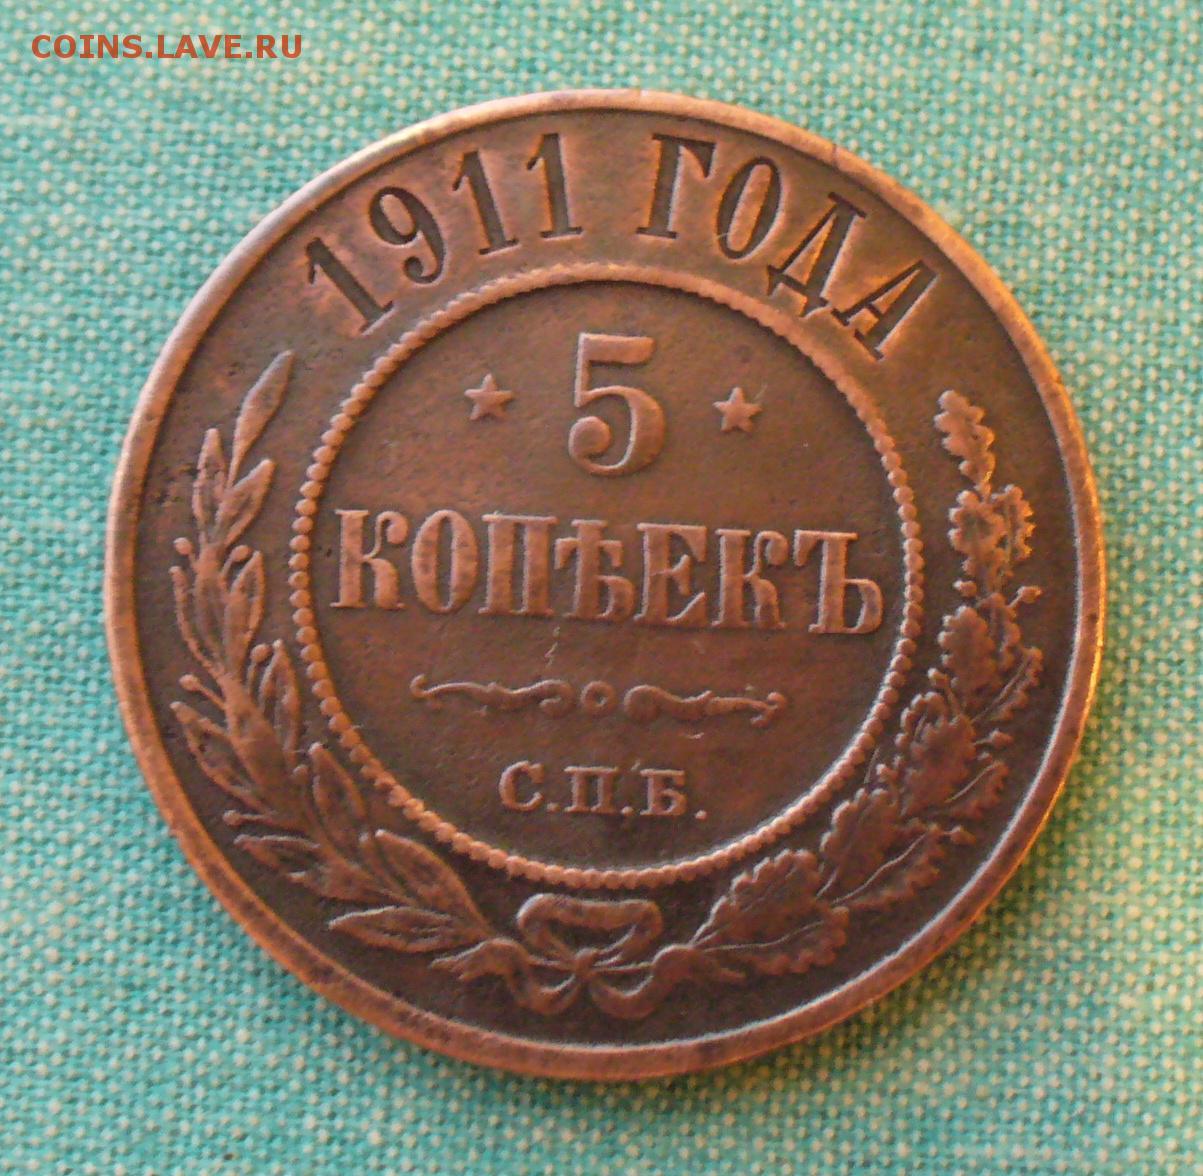 COINS.LAVE.RU
1911 ГОДА
5
КОПѢЕКЪ
С.П.Б.